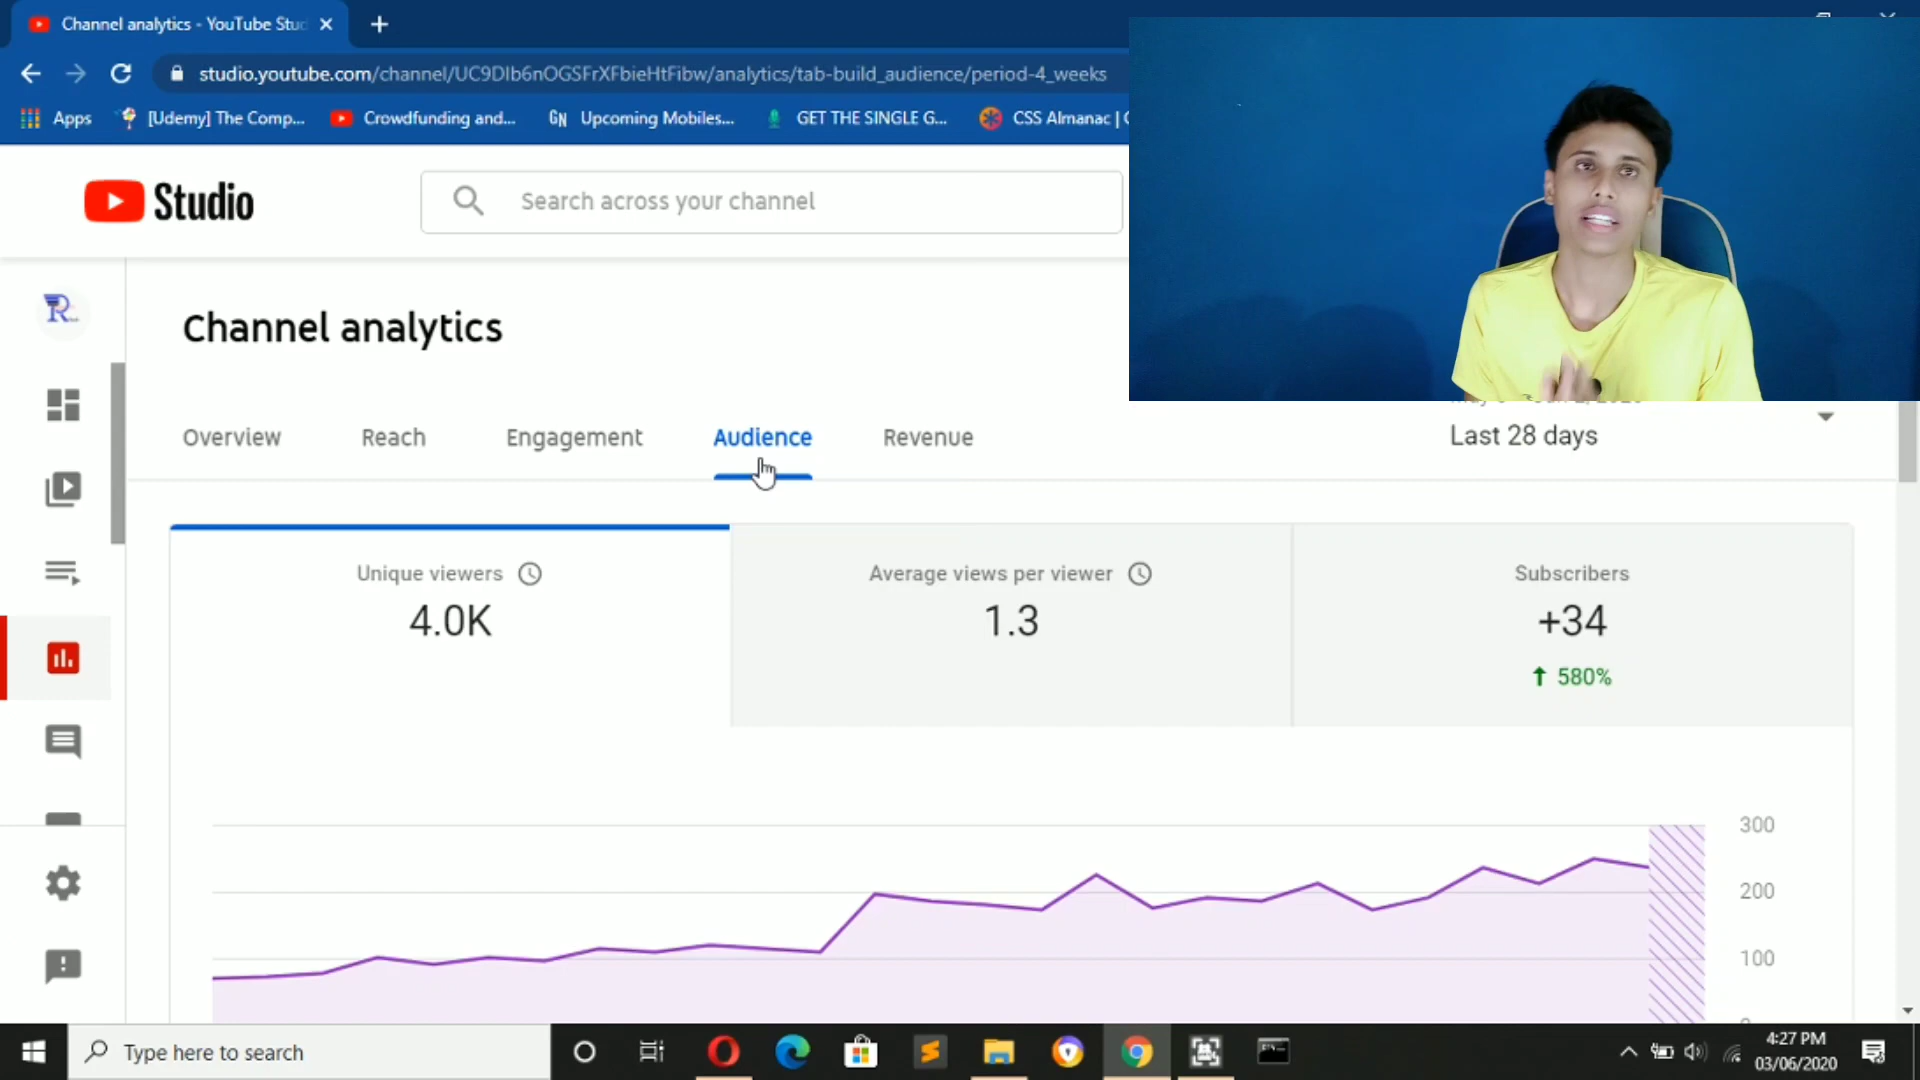 Channel analytics - YouTube Stuc
studio.youtube.com/channel/UC9DIb6nOGSFrXFbieHtFibw/analytics/tab-build_audience/period-4_weeks
Apps [Udemy] The Comp... Crowdfunding and... GN Upcoming Mobiles... GET THE SINGLE G... CSS Almanac |
Studio
Search across your channel
Channel analytics
Overview Reach Engagement Audience Revenue
Last 28 days
Unique viewers
4.0K
Average views per viewer
1.3
Subscribers
+34
580%
300
200
100
Type here to search
4:27 PM
03/06/2020